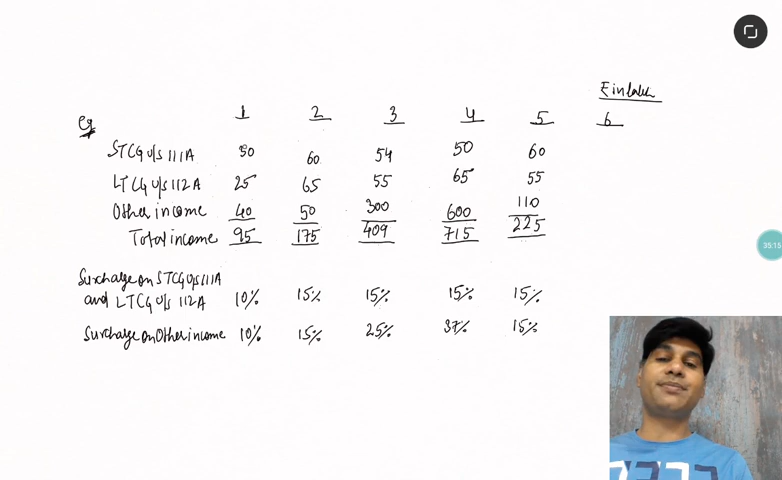 ₹ in lakh
Eg 1 2 3 4 5 6
STCG u/s 111A 30 60 54 50 60
LTCG u/s 112A 25 65 55 65 55
Other income 40 50 300 600 110
Total income 95 175 409 715 225
Surcharge on STCG u/s 111A
and LTCG u/s 112A 10% 15% 15% 15% 15%
Surcharge on Other income 10% 15% 25% 37% 15%
35:15